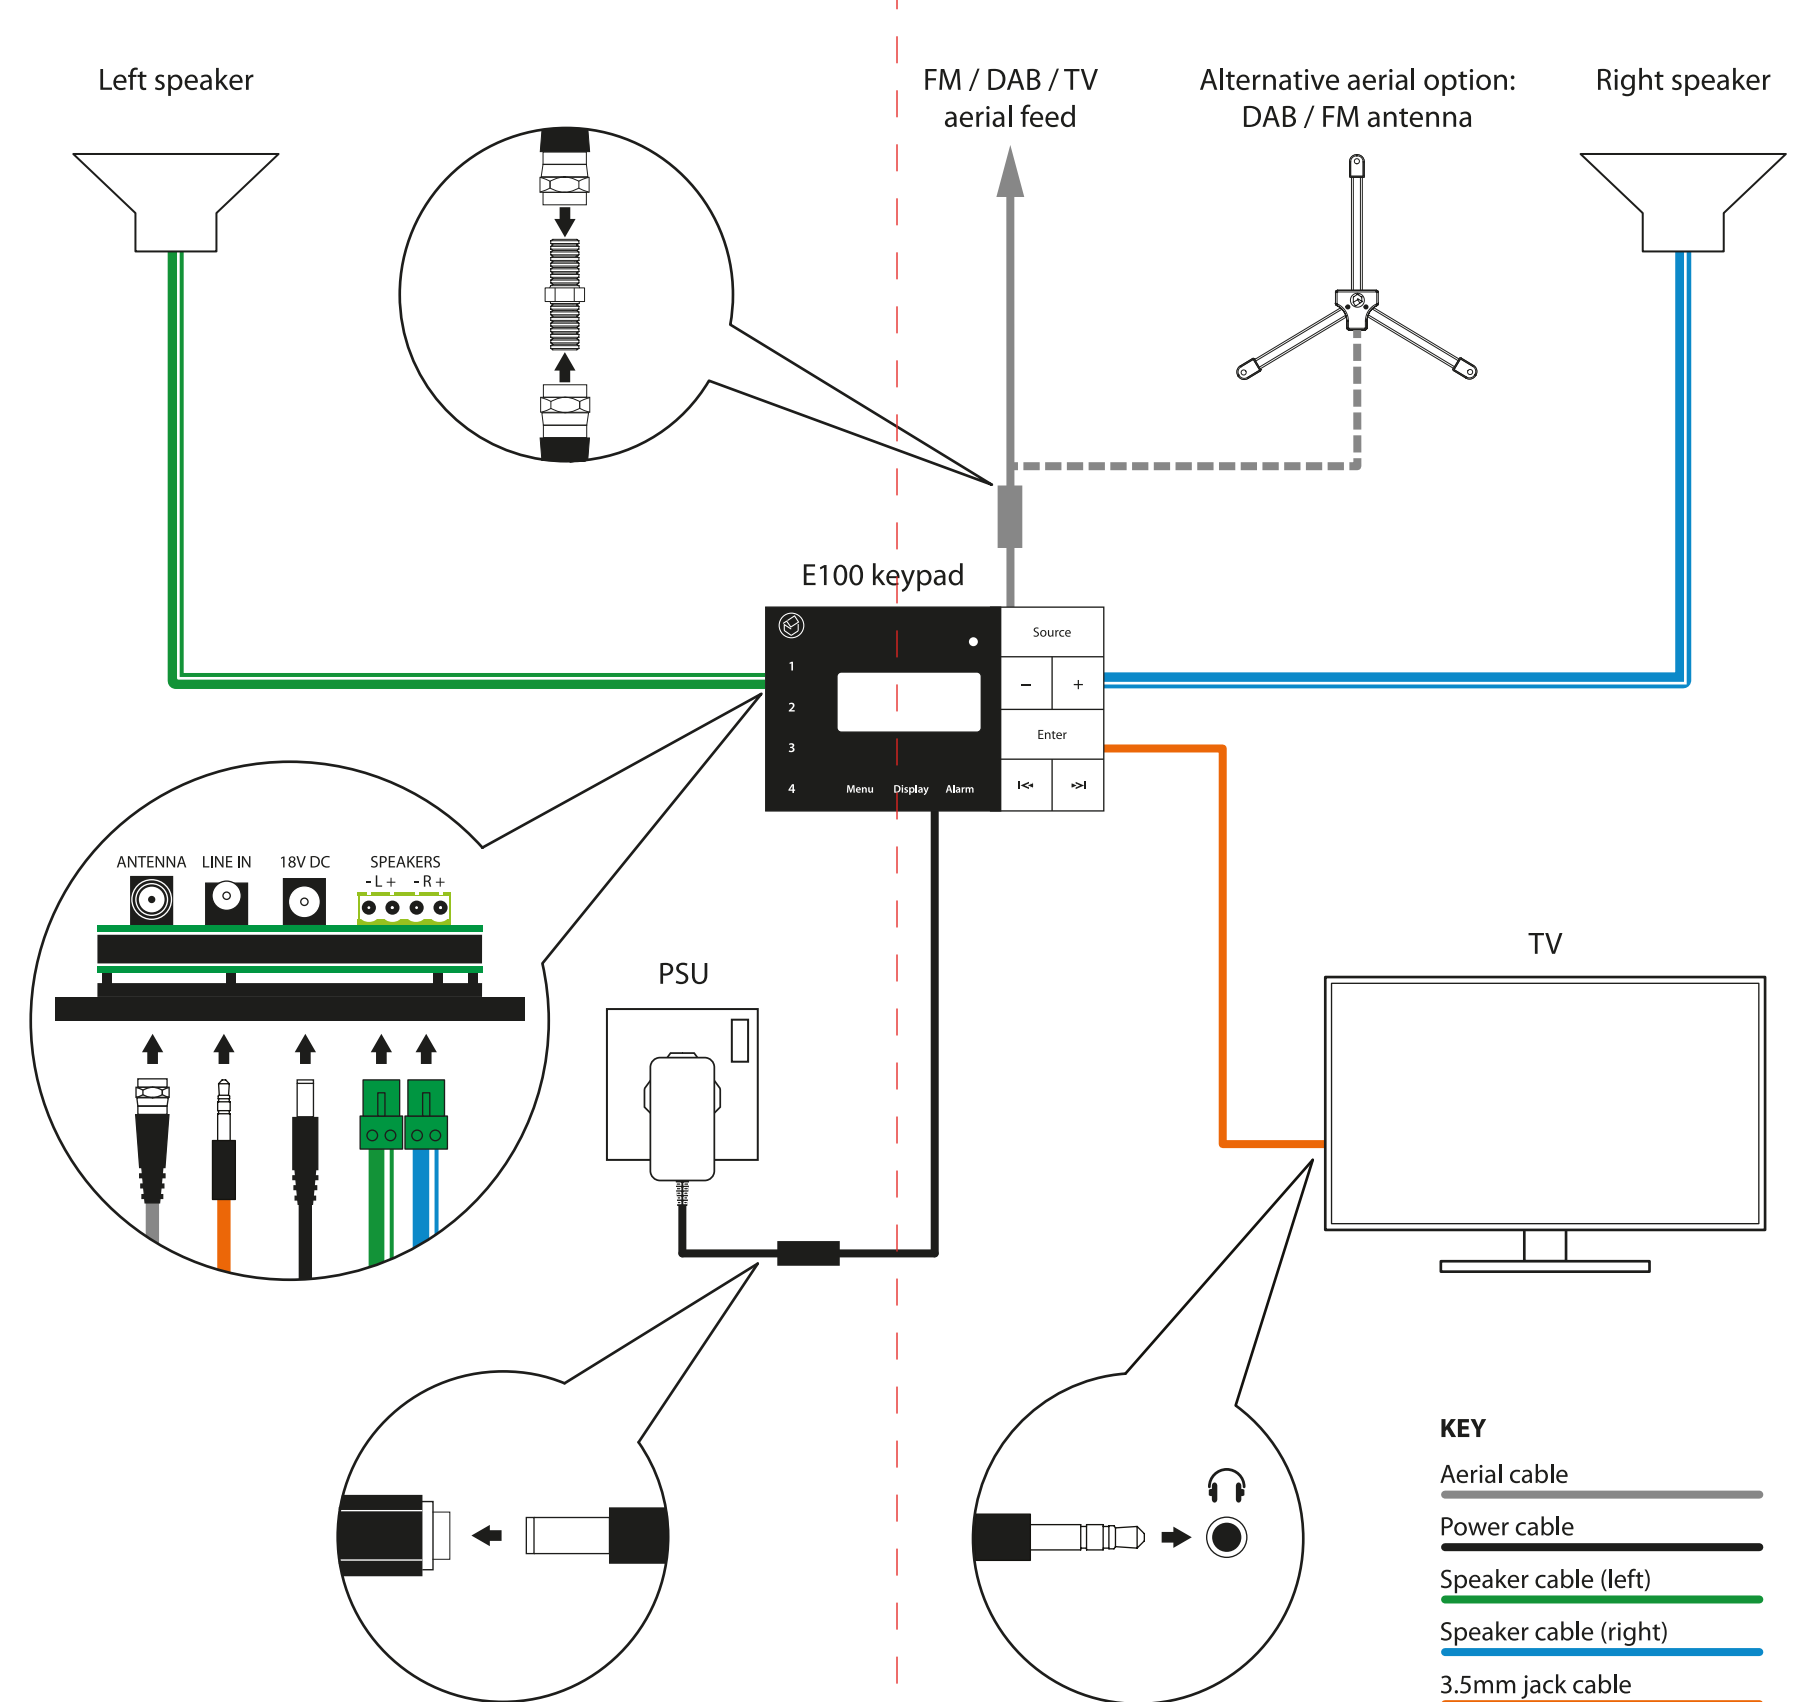 Left speaker
FM / DAB / TV
aerial feed
Alternative aerial option:
DAB / FM antenna
Right speaker
E100 keypad
Source
1
2
3
4
− +
Enter
Menu Display Alarm
ANTENNA LINE IN 18V DC SPEAKERS
- L + - R +
PSU
TV
KEY
Aerial cable
Power cable
Speaker cable (left)
Speaker cable (right)
3.5mm jack cable